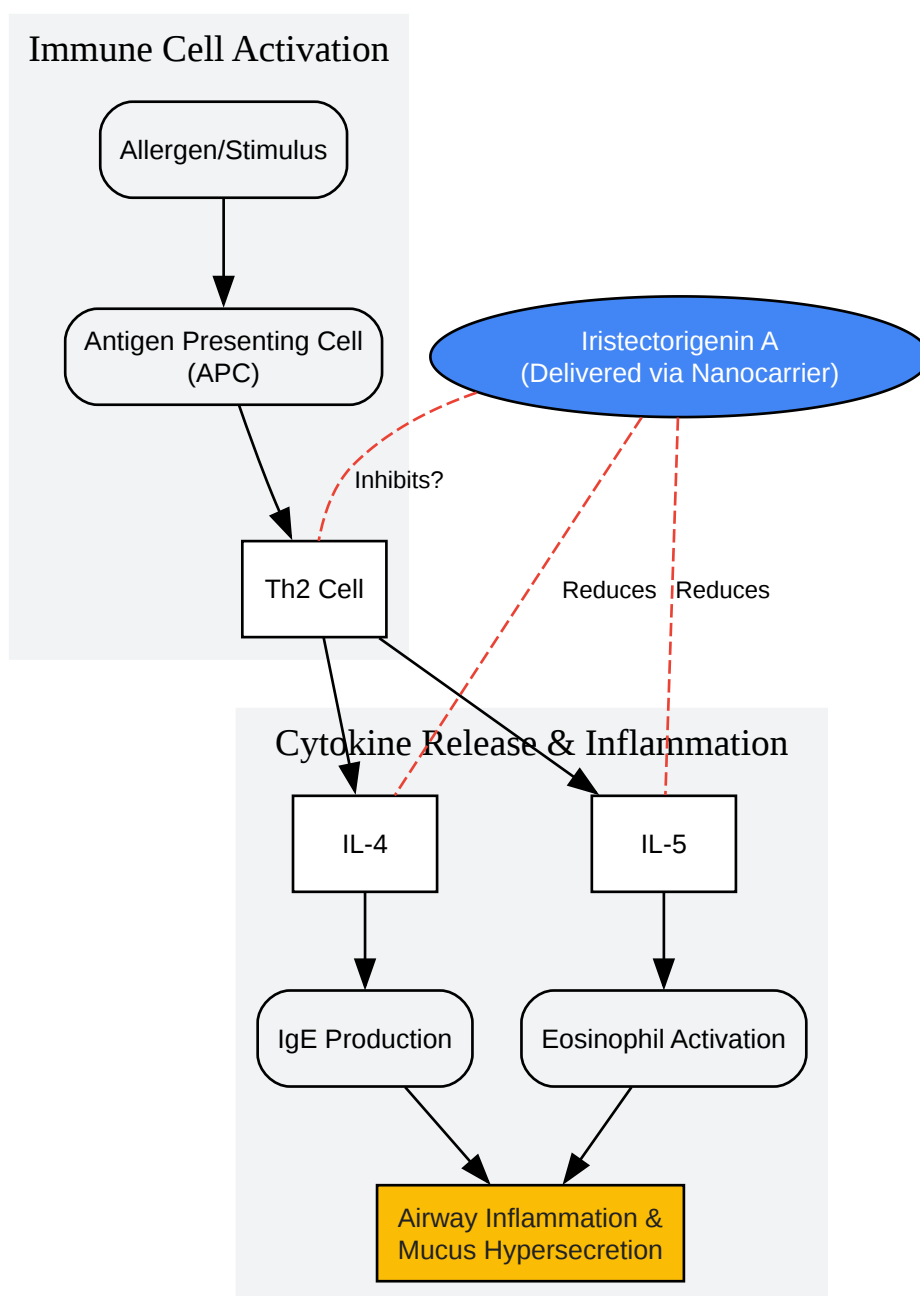 Immune Cell Activation
Allergen/Stimulus
Antigen Presenting Cell
(APC)
Iristectorigenin A
(Delivered via Nanocarrier)
Inhibits?
Th2 Cell
Reduces
Reduces
Cytokine Release & Inflammation
IL-4
IL-5
IgE Production
Eosinophil Activation
Airway Inflammation &
Mucus Hypersecretion